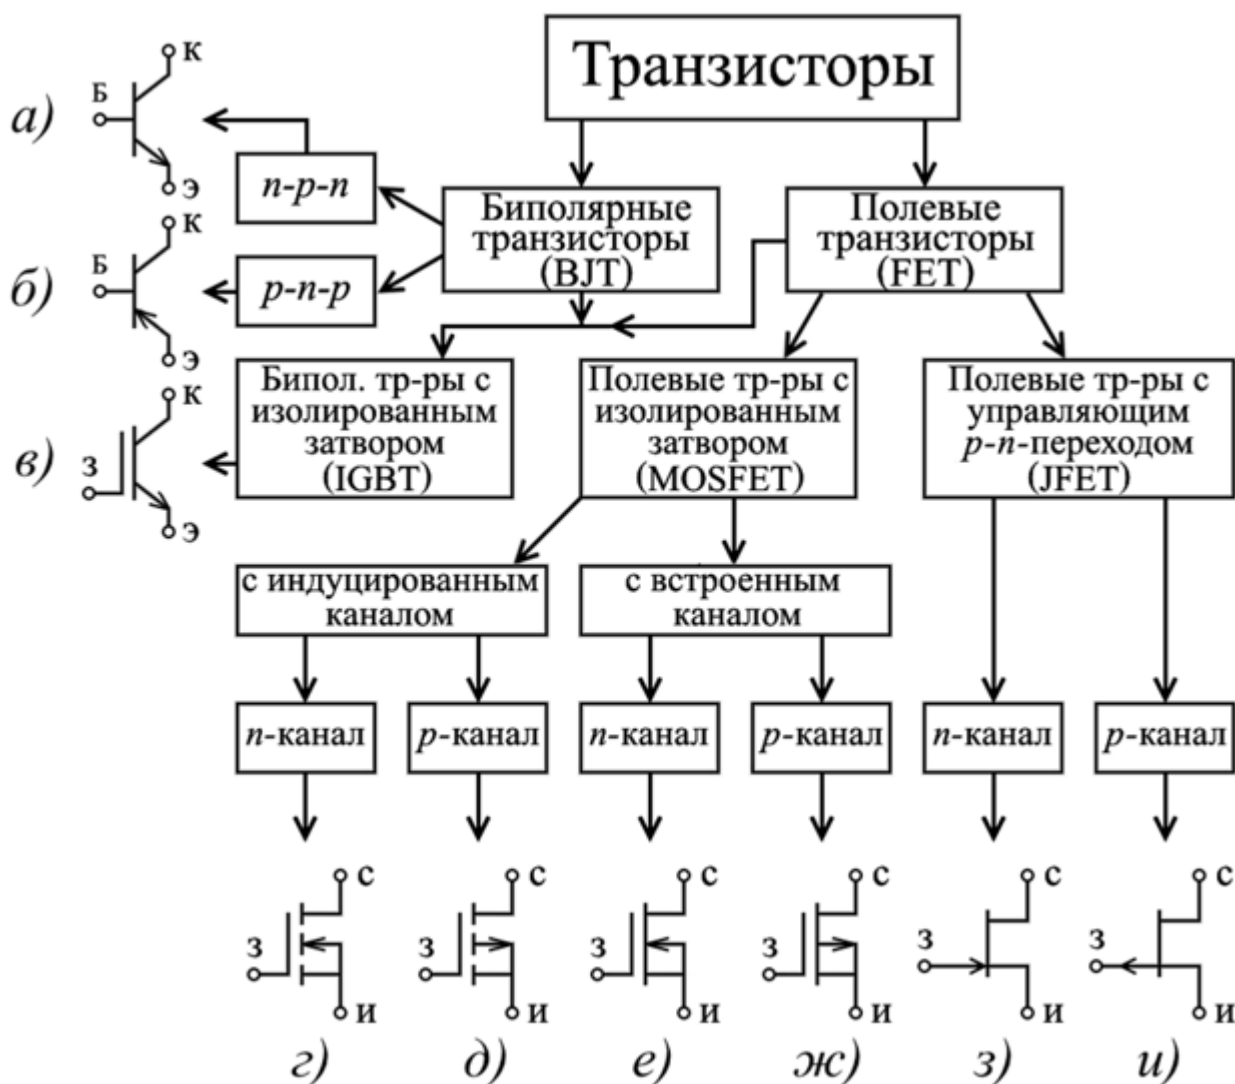 Транзисторы
к
Б
а)
э
n-p-n
Биполярные
транзисторы
(BJT)
Полевые
транзисторы
(FET)
к
Б
б)
э
p-n-p
к
в)
З
э
Бипол. тр-ры с
изолированным
затвором
(IGBT)
Полевые тр-ры с
изолированным
затвором
(MOSFET)
Полевые тр-ры с
управляющим
p-n-переходом
(JFET)
с индуцированным
каналом
с встроенным
каналом
n-канал
p-канал
n-канал
p-канал
n-канал
p-канал
с
с
с
с
с
с
З
З
З
З
З
З
и
и
и
и
и
и
г)
д)
е)
ж)
з)
и)